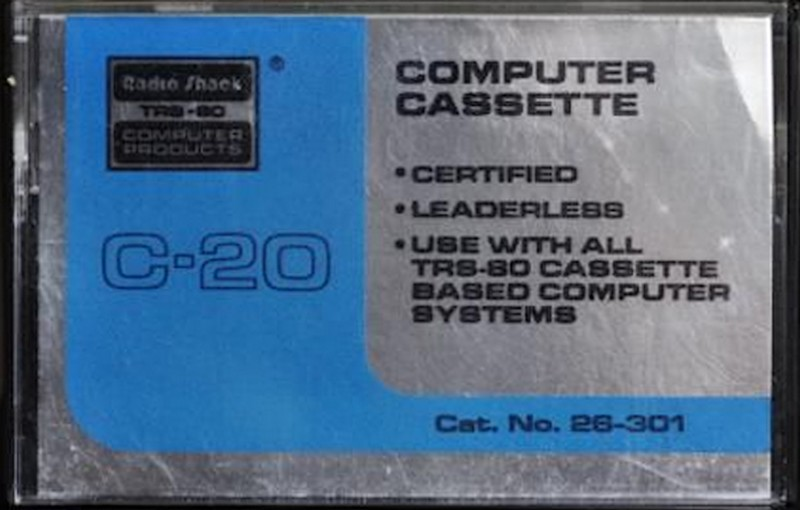 Radio Shack
®
TRS-80
COMPUTER
PRODUCTS
C-20
COMPUTER
CASSETTE
• CERTIFIED
• LEADERLESS
• USE WITH ALL
TRS-80 CASSETTE
BASED COMPUTER
SYSTEMS
Cat. No. 26-301